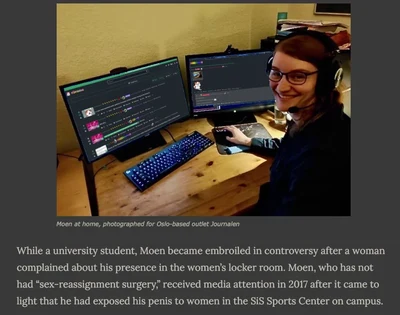 Moen at home, photographed for Oslo-based outlet Journalen
While a university student, Moen became embroiled in controversy after a woman
complained about his presence in the women's locker room. Moen, who has not
had “sex-reassignment surgery,” received media attention in 2017 after it came to
light that he had exposed his penis to women in the SiS Sports Center on campus.